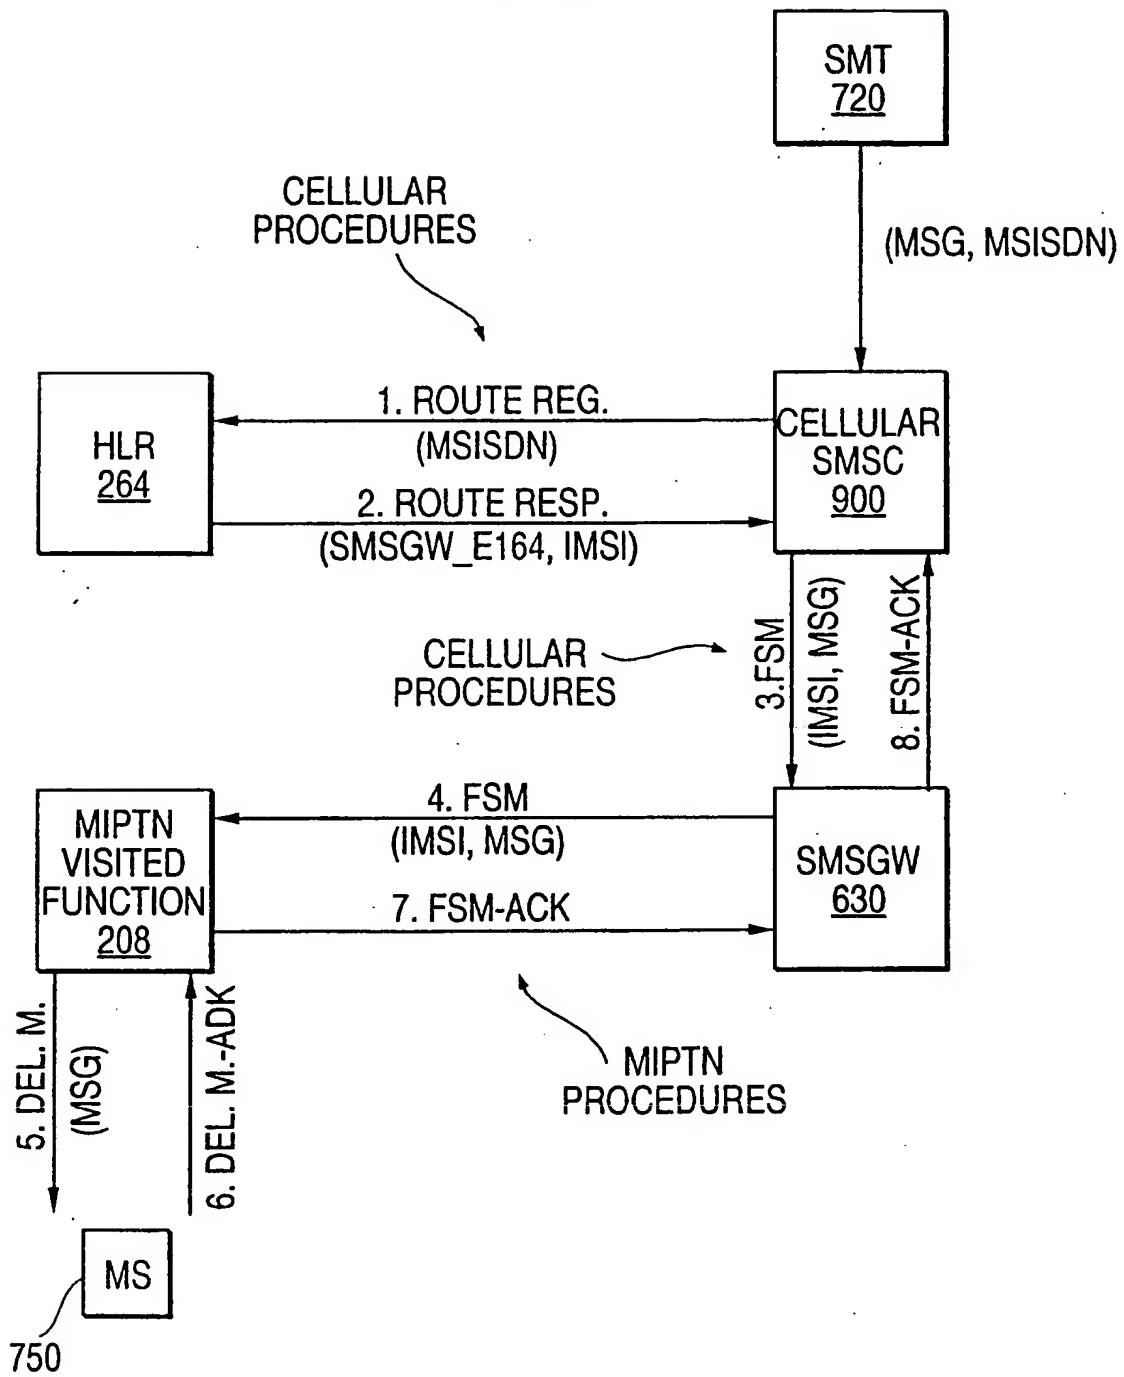 SMT
720
(MSG, MSISDN)
CELLULAR
PROCEDURES
1. ROUTE REG.
(MSISDN)
HLR
264
CELLULAR
SMSC
900
2. ROUTE RESP.
(SMSGW_E164, IMSI)
3.FSM
(IMSI, MSG)
8. FSM-ACK
CELLULAR
PROCEDURES
4. FSM
(IMSI, MSG)
MIPTN
VISITED
FUNCTION
208
SMSGW
630
7. FSM-ACK
5. DEL. M.
(MSG)
6. DEL. M.-ADK
MIPTN
PROCEDURES
MS
750